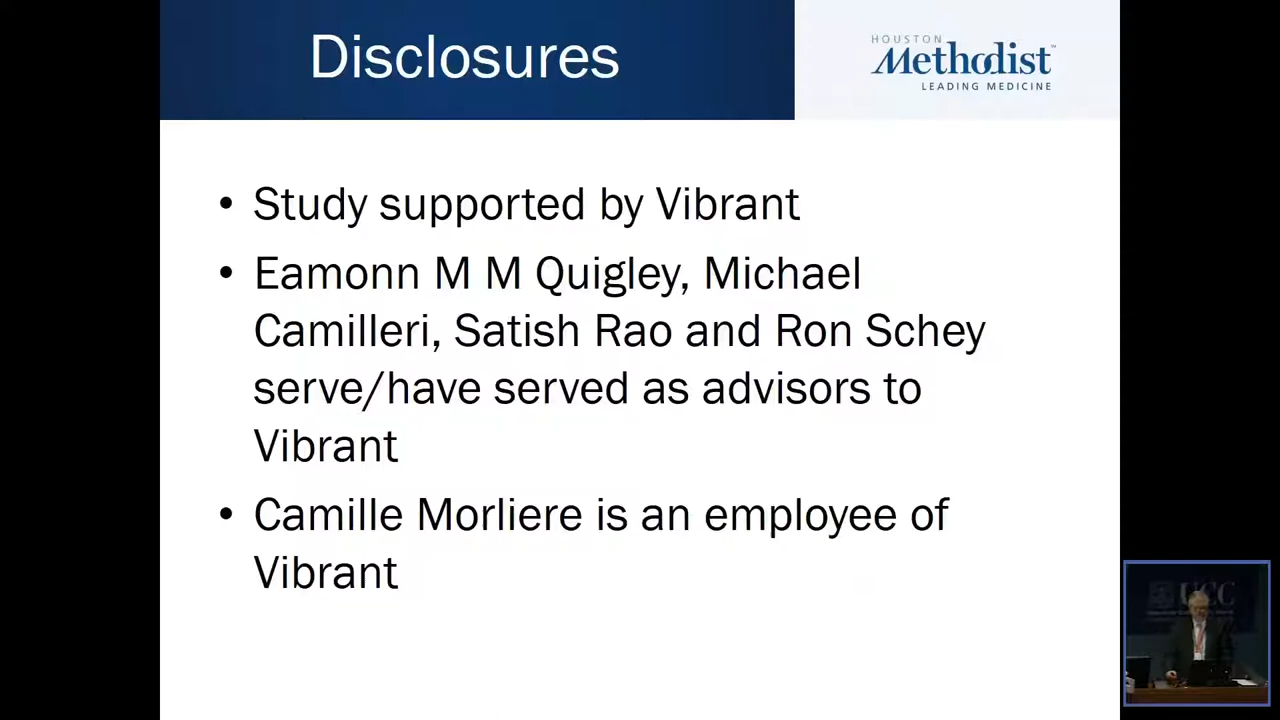 Disclosures
HOUSTON
Methodist
LEADING MEDICINE
• Study supported by Vibrant
• Eamonn M M Quigley, Michael
Camilleri, Satish Rao and Ron Schey
serve/have served as advisors to
Vibrant
• Camille Morliere is an employee of
Vibrant
UCC